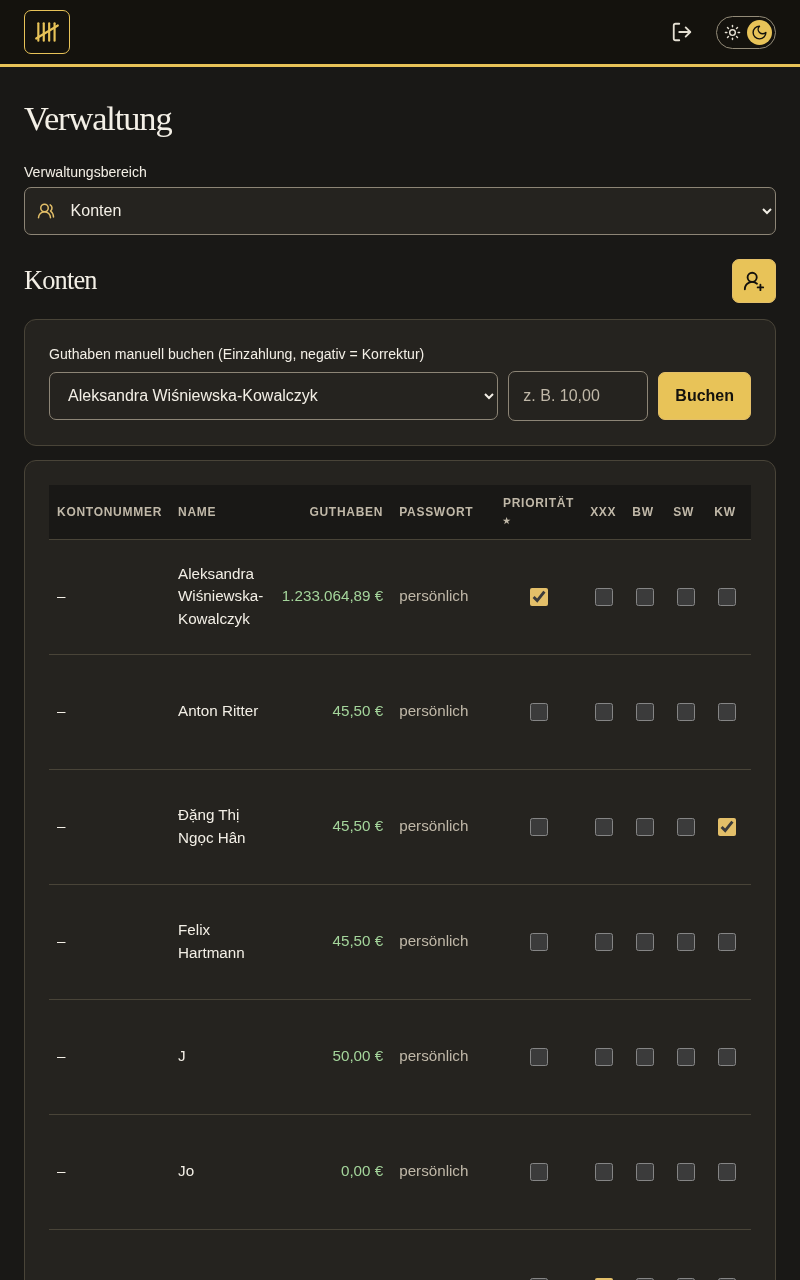 Verwaltung
Verwaltungsbereich
Konten
Konten
Guthaben manuell buchen (Einzahlung, negativ = Korrektur)
Aleksandra Wiśniewska-Kowalczyk z. B. 10,00 Buchen
KONTONUMMER NAME GUTHABEN PASSWORT PRIORITÄT ★ XXX BW SW KW
– Aleksandra Wiśniewska-Kowalczyk 1.233.064,89 € persönlich
– Anton Ritter 45,50 € persönlich
– Đặng Thị Ngọc Hân 45,50 € persönlich
– Felix Hartmann 45,50 € persönlich
– J 50,00 € persönlich
– Jo 0,00 € persönlich